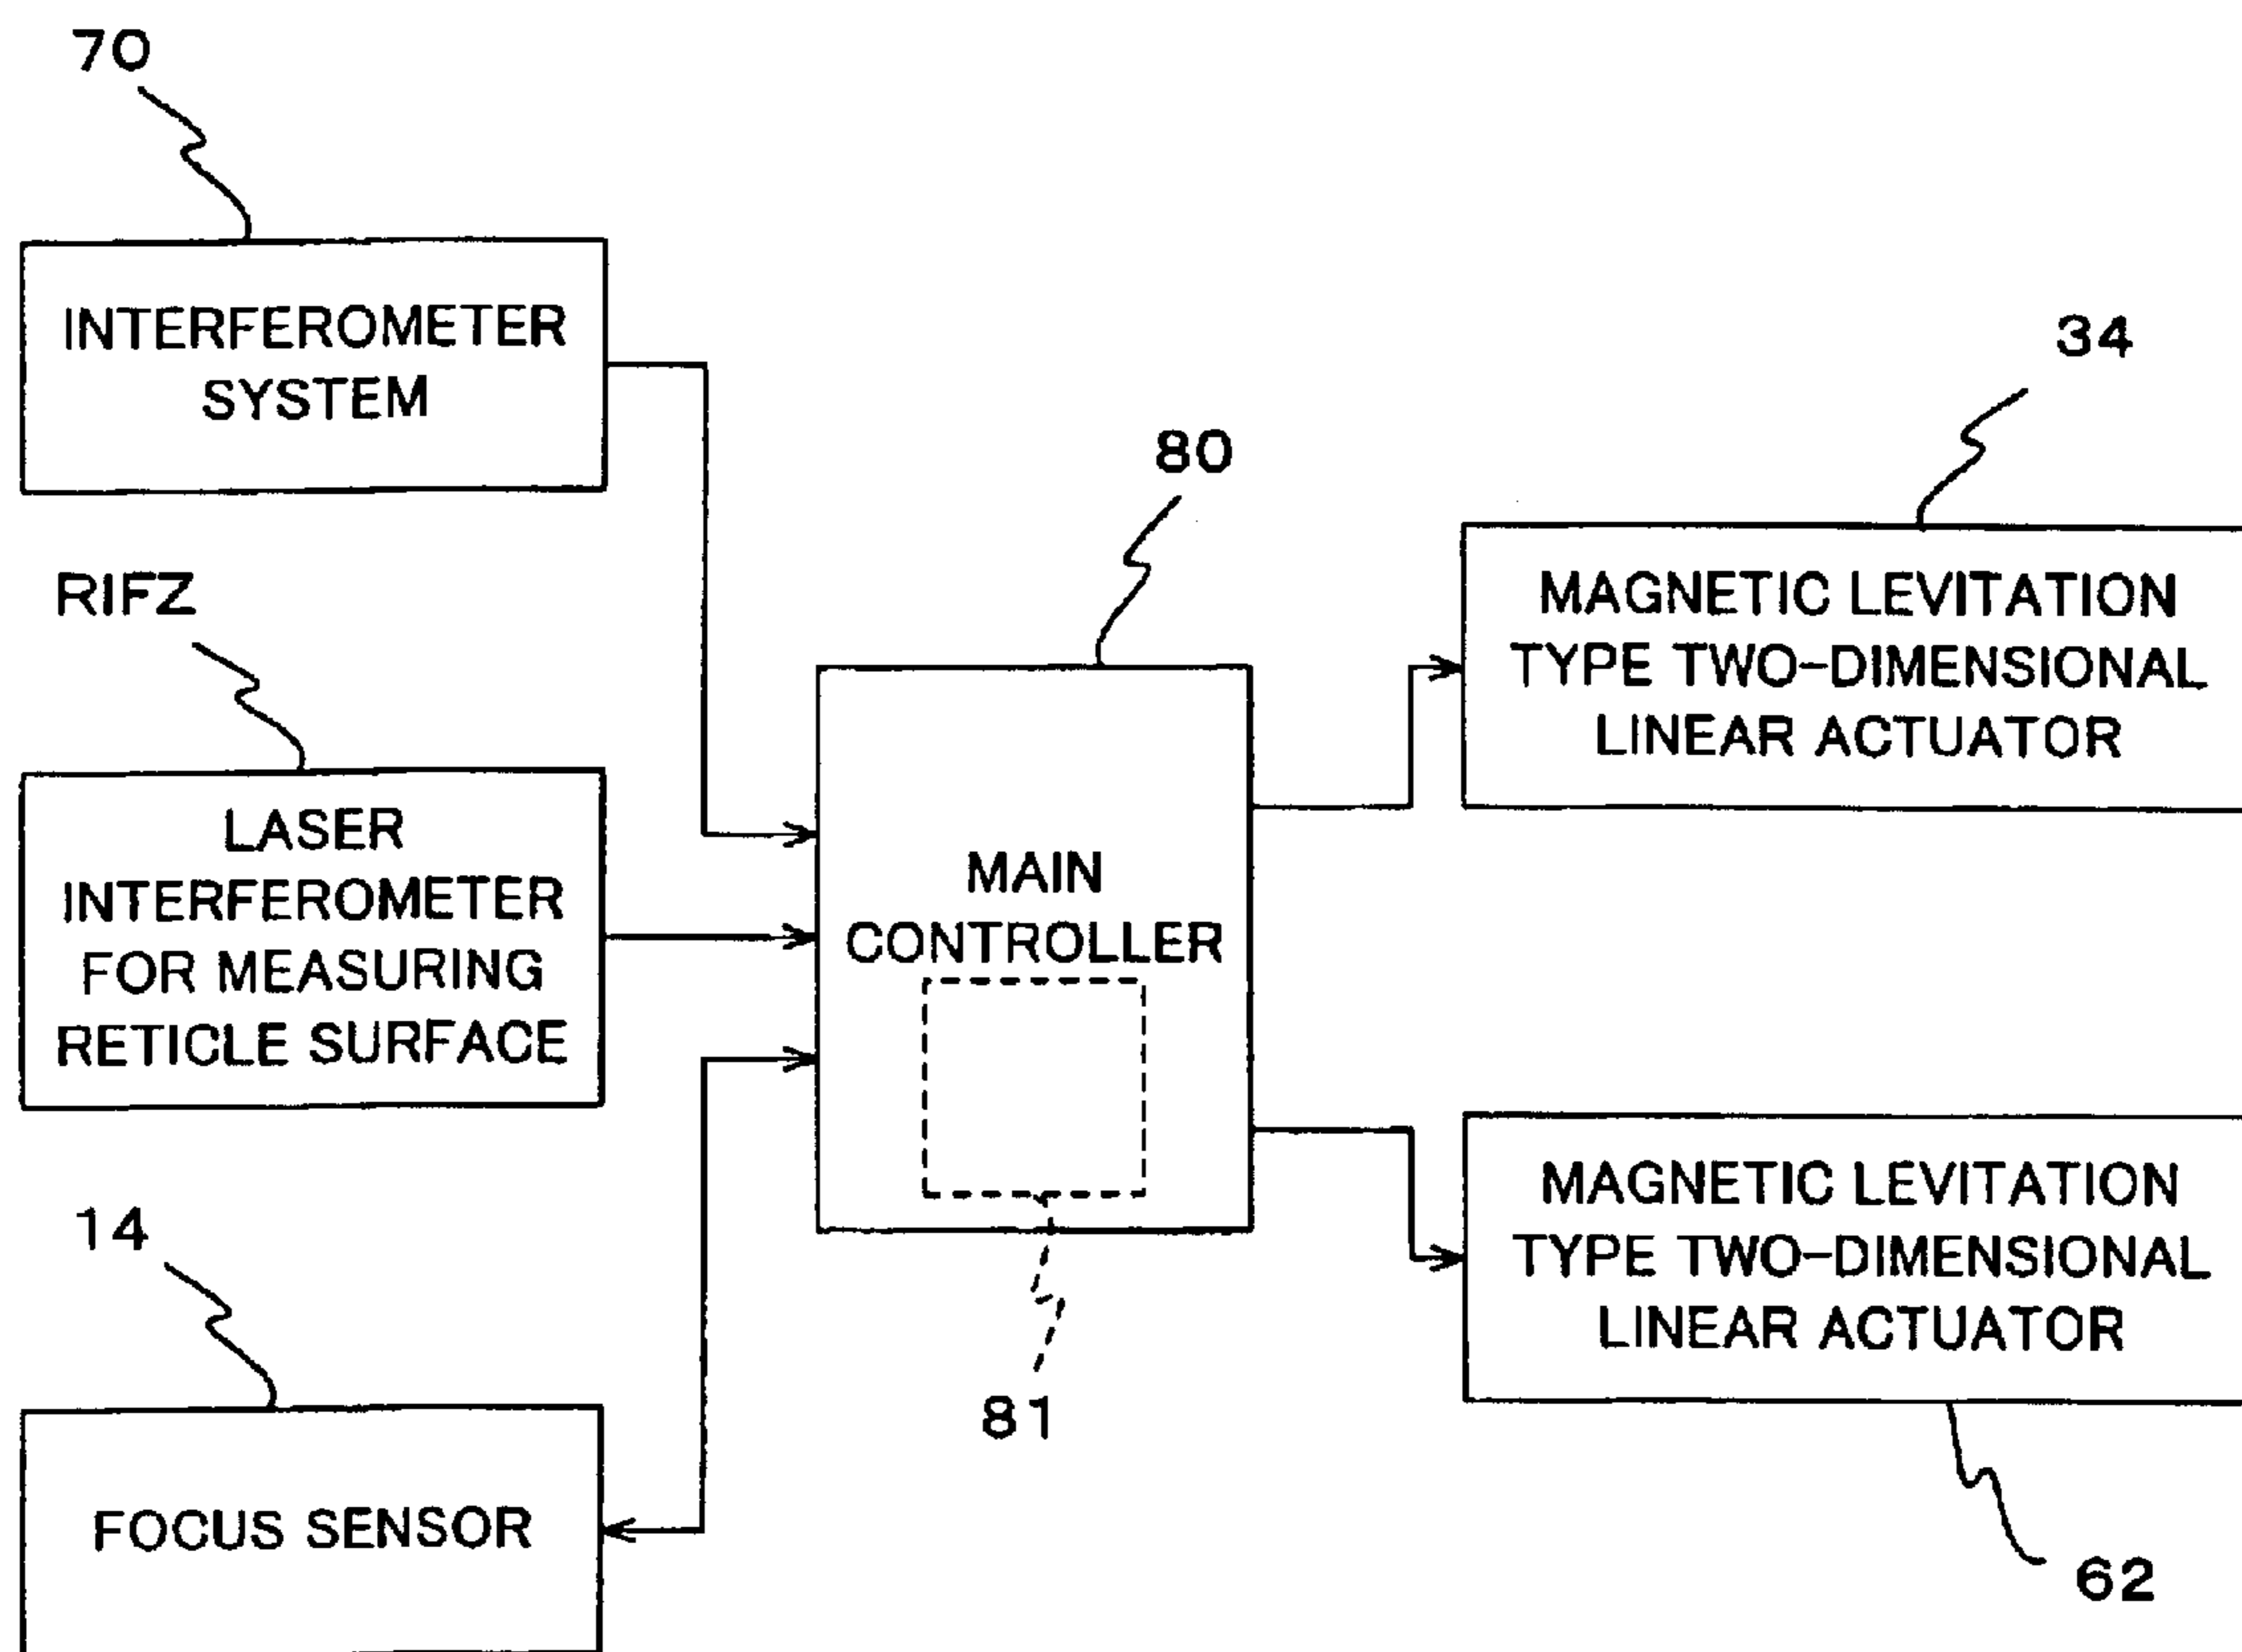 70
INTERFEROMETER
SYSTEM
RIFZ
LASER
INTERFEROMETER
FOR MEASURING
RETICLE SURFACE
14
FOCUS SENSOR
80
MAIN
CONTROLLER
81
34
MAGNETIC LEVITATION
TYPE TWO-DIMENSIONAL
LINEAR ACTUATOR
MAGNETIC LEVITATION
TYPE TWO-DIMENSIONAL
LINEAR ACTUATOR
62